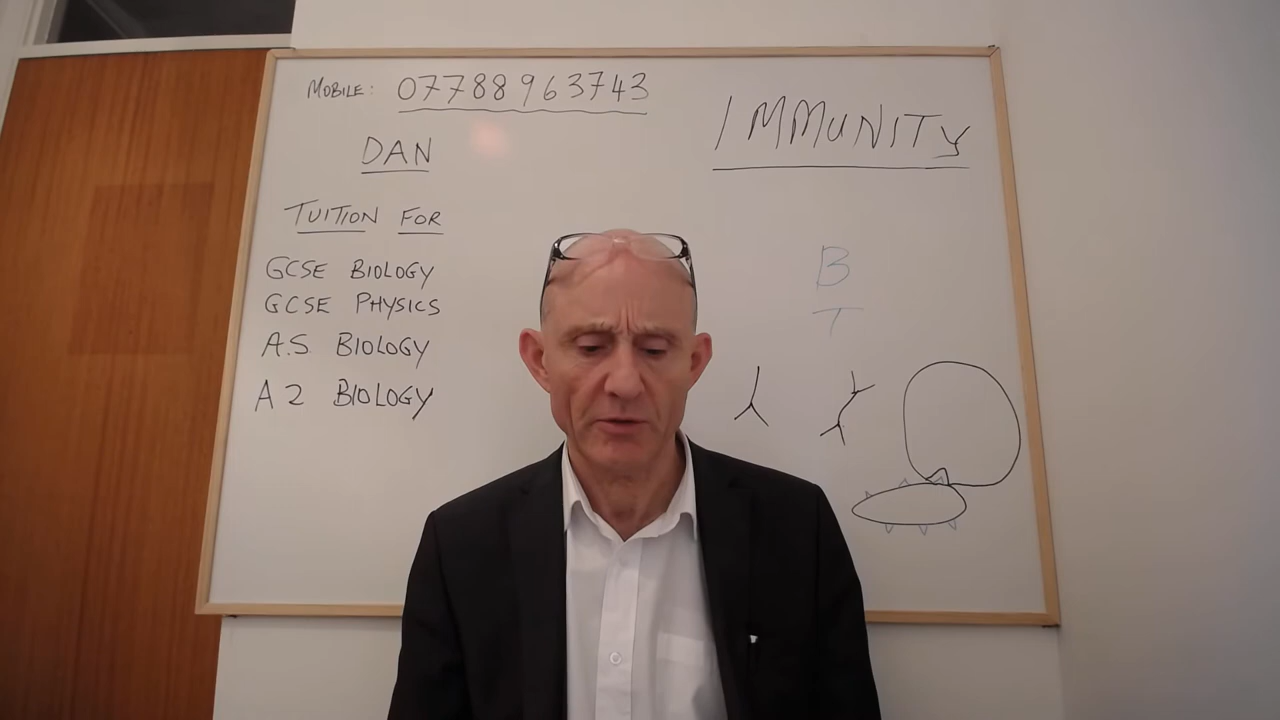 MOBILE: 07788963743
DAN
TUITION FOR
GCSE BIOLOGY
GCSE PHYSICS
A.S. BIOLOGY
A2 BIOLOGY
IMMUNITY
B
T